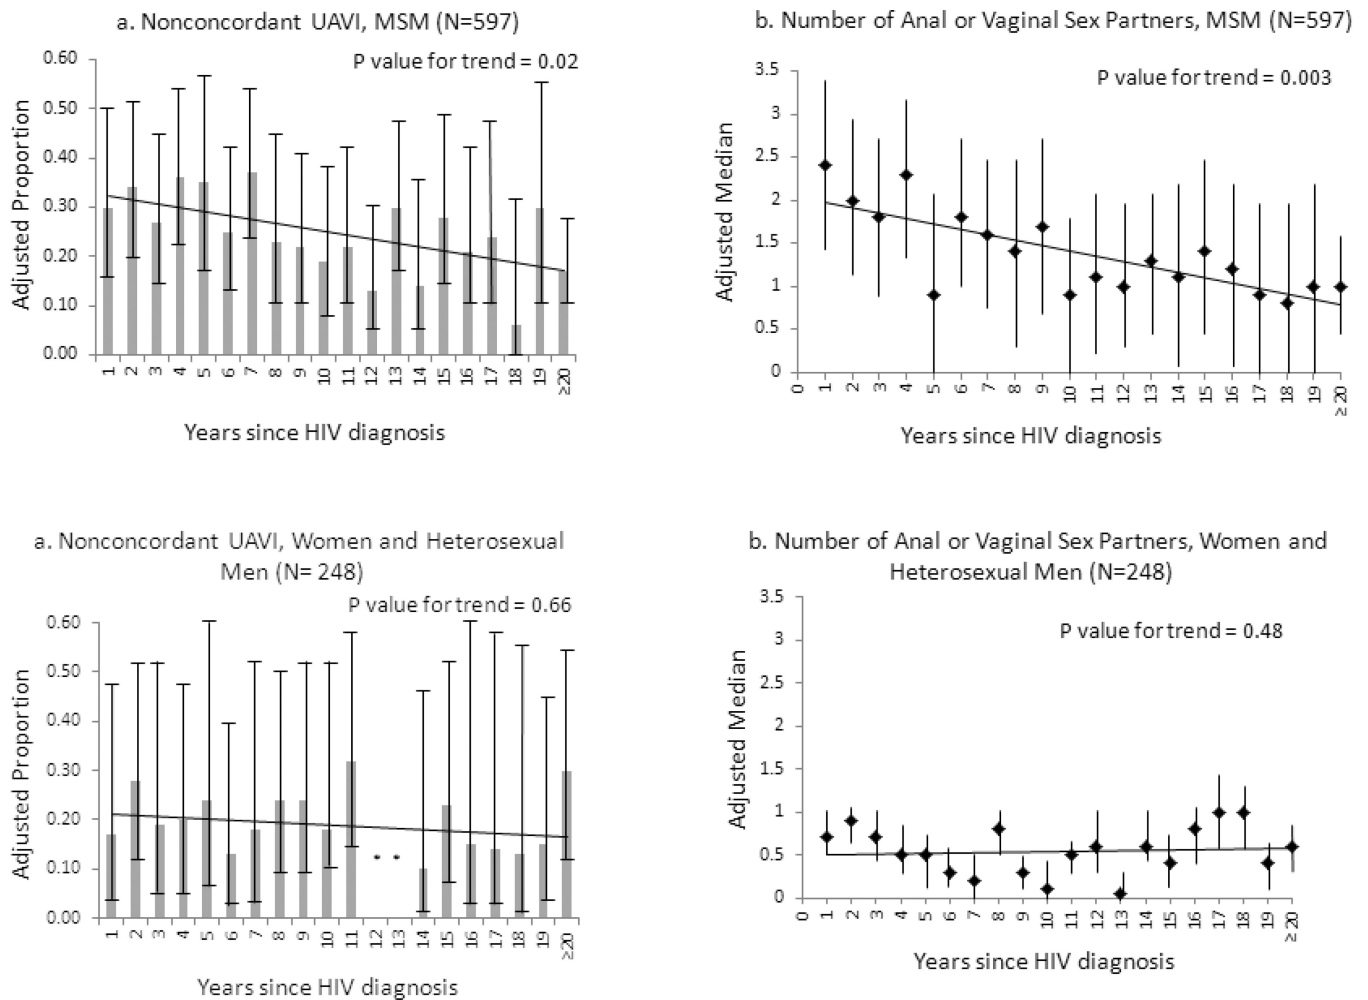 a. Nonconcordant UAVI, MSM (N=597)
P value for trend = 0.02
0.60
0.50
0.40
0.30
0.20
0.10
0.00
Adjusted Proportion
1 2 3 4 5 6 7 8 9 10 11 12 13 14 15 16 17 18 19 ≥20
Years since HIV diagnosis
b. Number of Anal or Vaginal Sex Partners, MSM (N=597)
P value for trend = 0.003
3.5
3
2.5
2
1.5
1
0.5
0
Adjusted Median
0 1 2 3 4 5 6 7 8 9 10 11 12 13 14 15 16 17 18 19 ≥ 20
Years since HIV diagnosis
a. Nonconcordant UAVI, Women and Heterosexual
Men (N= 248)
P value for trend = 0.66
0.60
0.50
0.40
0.30
0.20
0.10
0.00
Adjusted Proportion
* *
1 2 3 4 5 6 7 8 9 10 11 12 13 14 15 16 17 18 19 ≥20
Years since HIV diagnosis
b. Number of Anal or Vaginal Sex Partners, Women and
Heterosexual Men (N=248)
P value for trend = 0.48
3.5
3
2.5
2
1.5
1
0.5
0
Adjusted Median
0 1 2 3 4 5 6 7 8 9 10 11 12 13 14 15 16 17 18 19 ≥ 20
Years since HIV diagnosis